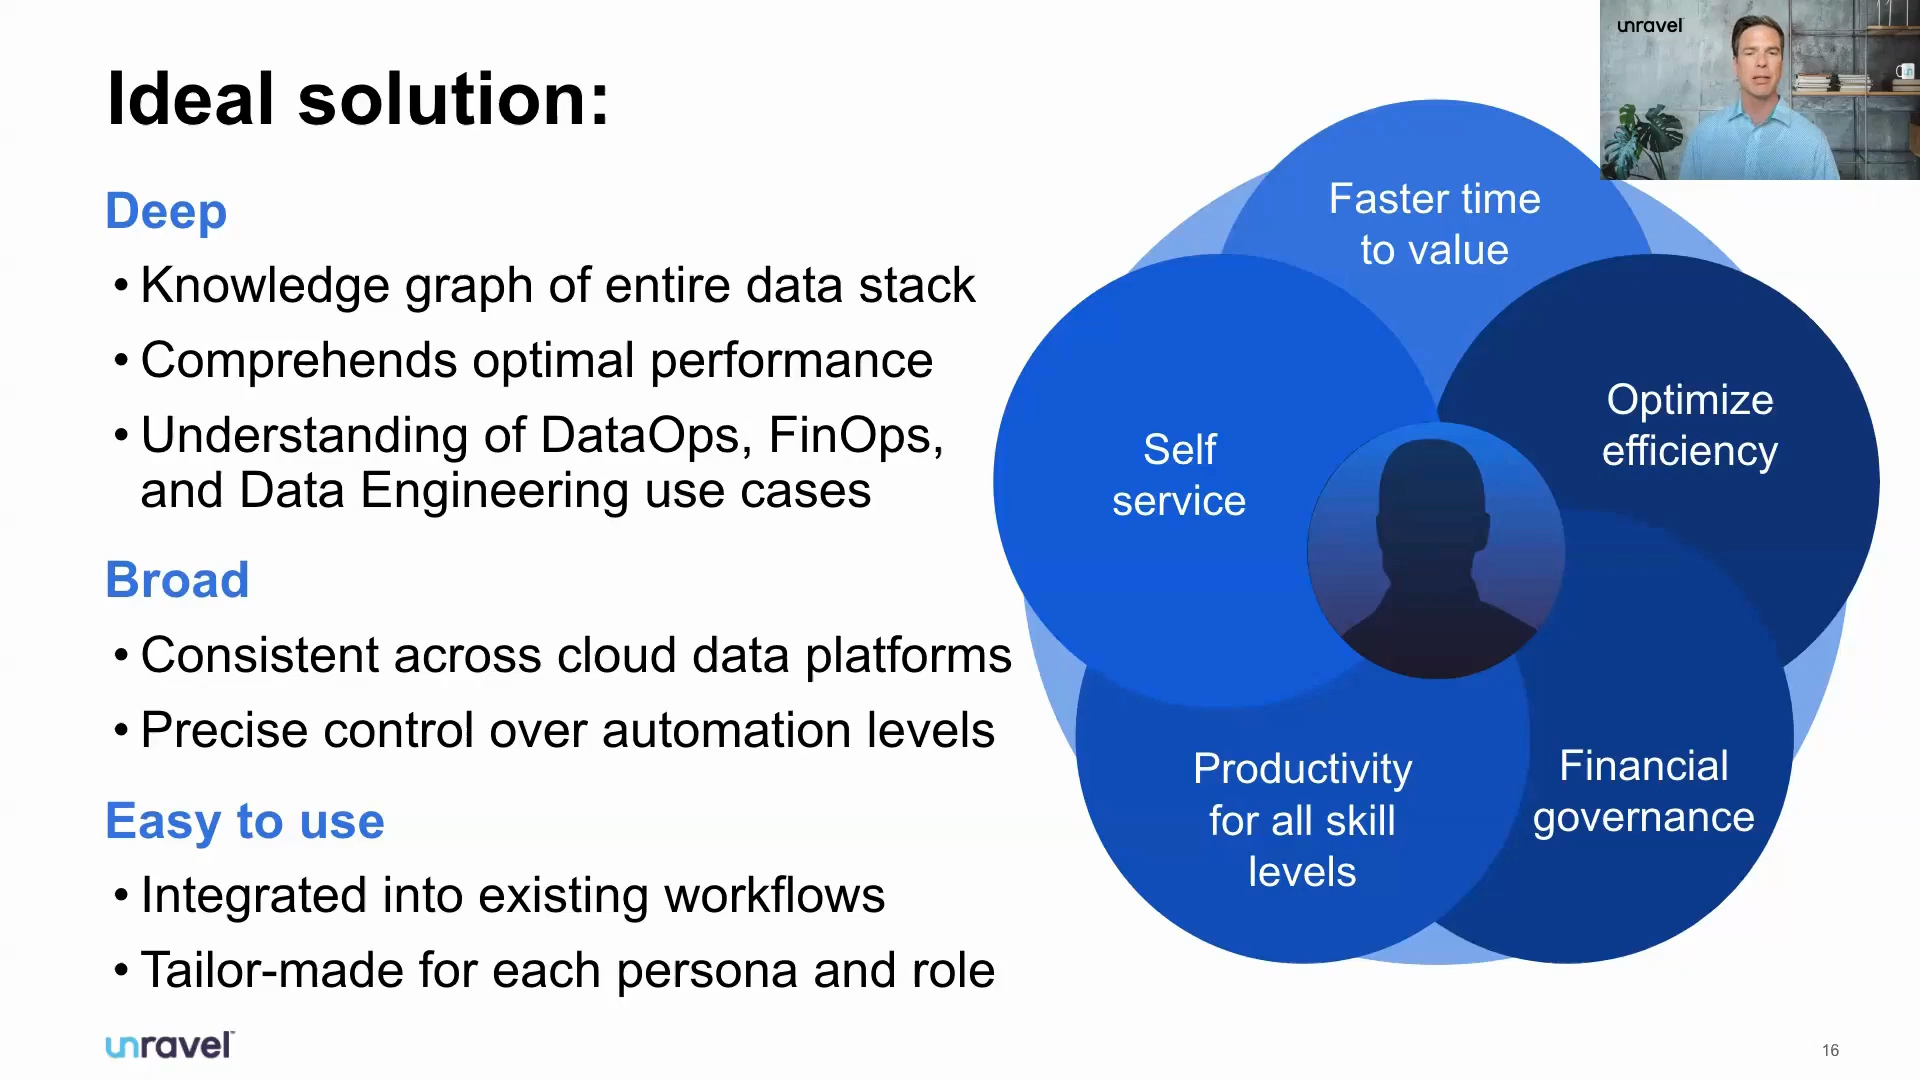 Ideal solution:
Deep
• Knowledge graph of entire data stack
• Comprehends optimal performance
• Understanding of DataOps, FinOps,
and Data Engineering use cases
Broad
• Consistent across cloud data platforms
• Precise control over automation levels
Easy to use
• Integrated into existing workflows
• Tailor-made for each persona and role
unravel™
Faster time
to value
Optimize
efficiency
Self
service
Productivity
for all skill
levels
Financial
governance
unravel
16